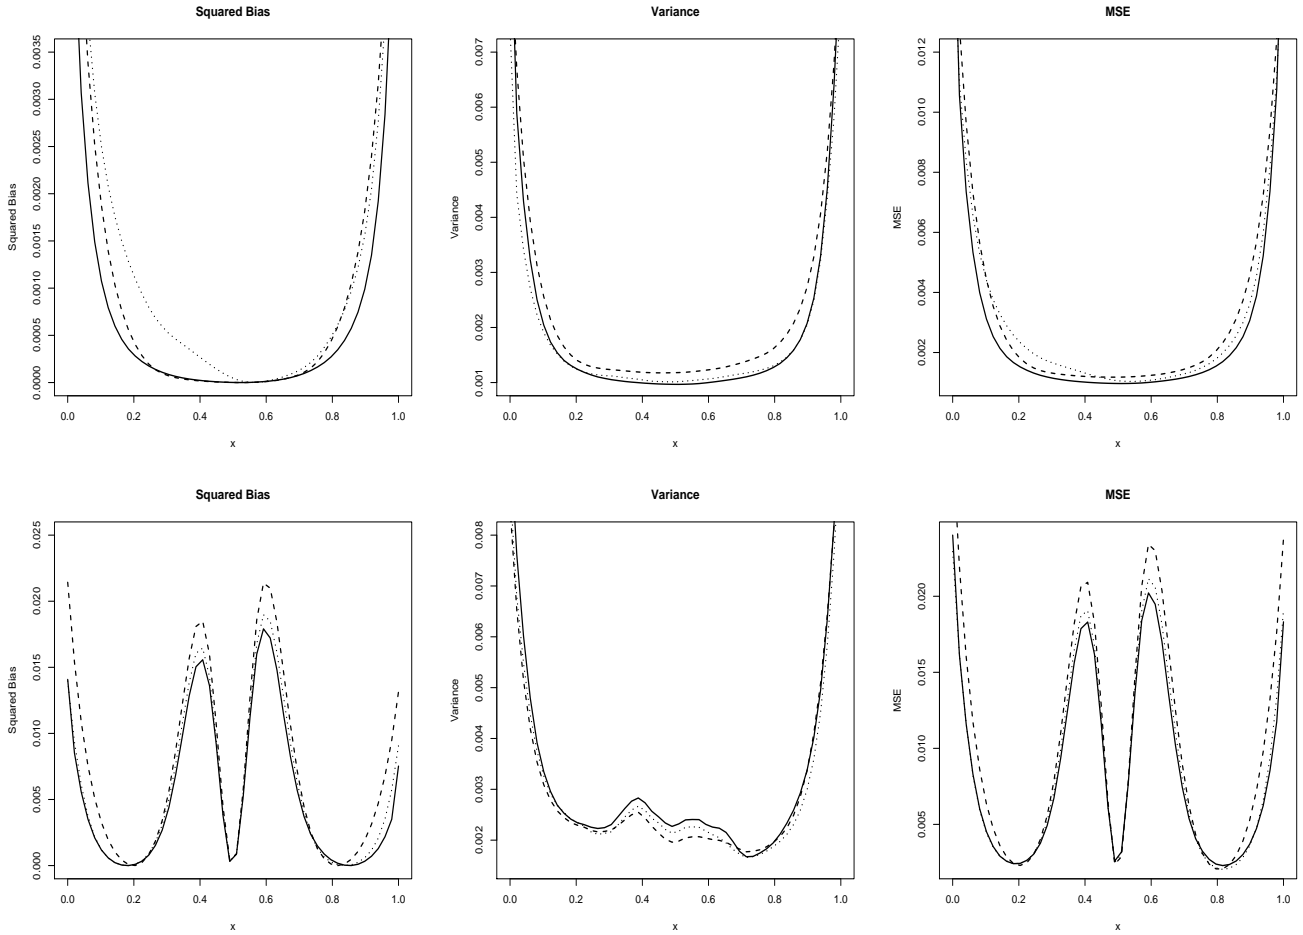 Squared Bias
Squared Bias
0.0000 0.0005 0.0010 0.0015 0.0020 0.0025 0.0030 0.0035
0.0 0.2 0.4 0.6 0.8 1.0
x
Variance
Variance
0.001 0.002 0.003 0.004 0.005 0.006 0.007
0.0 0.2 0.4 0.6 0.8 1.0
x
MSE
MSE
0.002 0.004 0.006 0.008 0.010 0.012
0.0 0.2 0.4 0.6 0.8 1.0
x
Squared Bias
Squared Bias
0.000 0.005 0.010 0.015 0.020 0.025
0.0 0.2 0.4 0.6 0.8 1.0
x
Variance
Variance
0.002 0.003 0.004 0.005 0.006 0.007 0.008
0.0 0.2 0.4 0.6 0.8 1.0
x
MSE
MSE
0.005 0.010 0.015 0.020
0.0 0.2 0.4 0.6 0.8 1.0
x